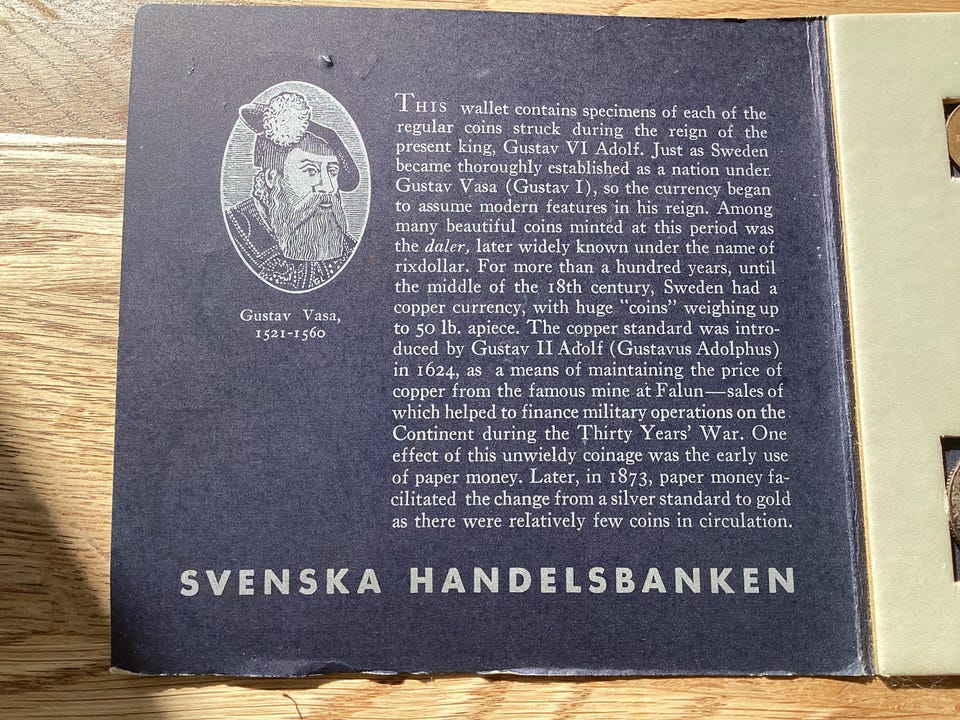 THIS wallet contains specimens of each of the
regular coins struck during the reign of the
present king, Gustav VI Adolf. Just as Sweden
became thoroughly established as a nation under
Gustav Vasa (Gustav I), so the currency began
to assume modern features in his reign. Among
many beautiful coins minted at this period was
the daler, later widely known under the name of
rixdollar. For more than a hundred years, until
the middle of the 18th century, Sweden had a
copper currency, with huge "coins" weighing up
to 50 lb. apiece. The copper standard was intro-
duced by Gustav II Adolf (Gustavus Adolphus)
in 1624, as a means of maintaining the price of
copper from the famous mine at Falun—sales of
which helped to finance military operations on the
Continent during the Thirty Years' War. One
effect of this unwieldy coinage was the early use
of paper money. Later, in 1873, paper money fa-
cilitated the change from a silver standard to gold
as there were relatively few coins in circulation.
Gustav Vasa,
1521-1560
SVENSKA HANDELSBANKEN